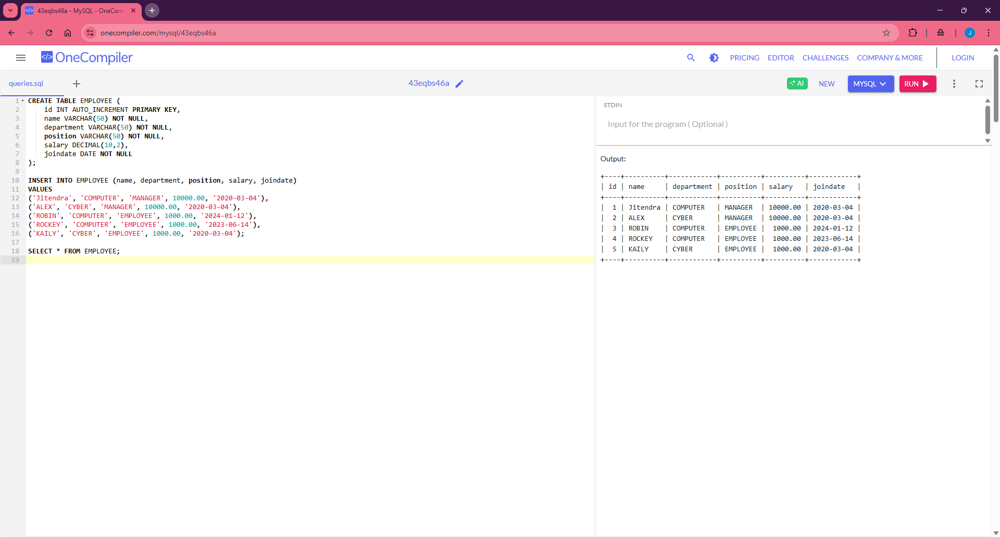 43eqbs46a - MySQL - OneCom
onecompiler.com/mysql/43eqbs46a
J
</> OneCompiler
PRICING EDITOR CHALLENGES COMPANY & MORE LOGIN
queries.sql
43eqbs46a
AI NEW MYSQL RUN
1 CREATE TABLE EMPLOYEE (
2     id INT AUTO_INCREMENT PRIMARY KEY,
3     name VARCHAR(50) NOT NULL,
4     department VARCHAR(50) NOT NULL,
5     position VARCHAR(50) NOT NULL,
6     salary DECIMAL(10,2),
7     joindate DATE NOT NULL
8 );
9
10 INSERT INTO EMPLOYEE (name, department, position, salary, joindate)
11 VALUES
12 ('Jitendra', 'COMPUTER', 'MANAGER', 10000.00, '2020-03-04'),
13 ('ALEX', 'CYBER', 'MANAGER', 10000.00, '2020-03-04'),
14 ('ROBIN', 'COMPUTER', 'EMPLOYEE', 1000.00, '2024-01-12'),
15 ('ROCKEY', 'COMPUTER', 'EMPLOYEE', 1000.00, '2023-06-14'),
16 ('KAILY', 'CYBER', 'EMPLOYEE', 1000.00, '2020-03-04');
17
18 SELECT * FROM EMPLOYEE;
19
STDIN
Input for the program ( Optional )
Output:
+----+----------+------------+----------+----------+------------+
| id | name     | department | position | salary   | joindate   |
+----+----------+------------+----------+----------+------------+
|  1 | Jitendra | COMPUTER   | MANAGER  | 10000.00 | 2020-03-04 |
|  2 | ALEX     | CYBER      | MANAGER  | 10000.00 | 2020-03-04 |
|  3 | ROBIN    | COMPUTER   | EMPLOYEE |  1000.00 | 2024-01-12 |
|  4 | ROCKEY   | COMPUTER   | EMPLOYEE |  1000.00 | 2023-06-14 |
|  5 | KAILY    | CYBER      | EMPLOYEE |  1000.00 | 2020-03-04 |
+----+----------+------------+----------+----------+------------+